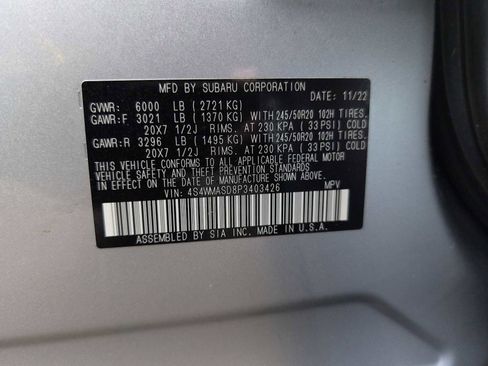 MFD BY SUBARU CORPORATION
GVWR: 6000 LB ( 2721 KG) DATE: 11/22
GAWR:F 3021 LB ( 1370 KG) WITH 245/50R20 102H TIRES.
20X7 1/2J RIMS. AT 230 KPA ( 33 PSI) COLD
GAWR:R 3296 LB ( 1495 KG) WITH 245/50R20 102H TIRES.
20X7 1/2J RIMS. AT 230 KPA ( 33 PSI) COLD
THIS VEHICLE CONFORMS TO ALL APPLICABLE FEDERAL MOTOR
VEHICLE SAFETY AND THEFT PREVENTION STANDARDS IN EFFECT
ON THE DATE OF MANUFACTURE SHOWN ABOVE.
VIN: 4S4WMASD8P3403426 MPV
ASSEMBLED BY SIA INC. MADE IN U.S.A.